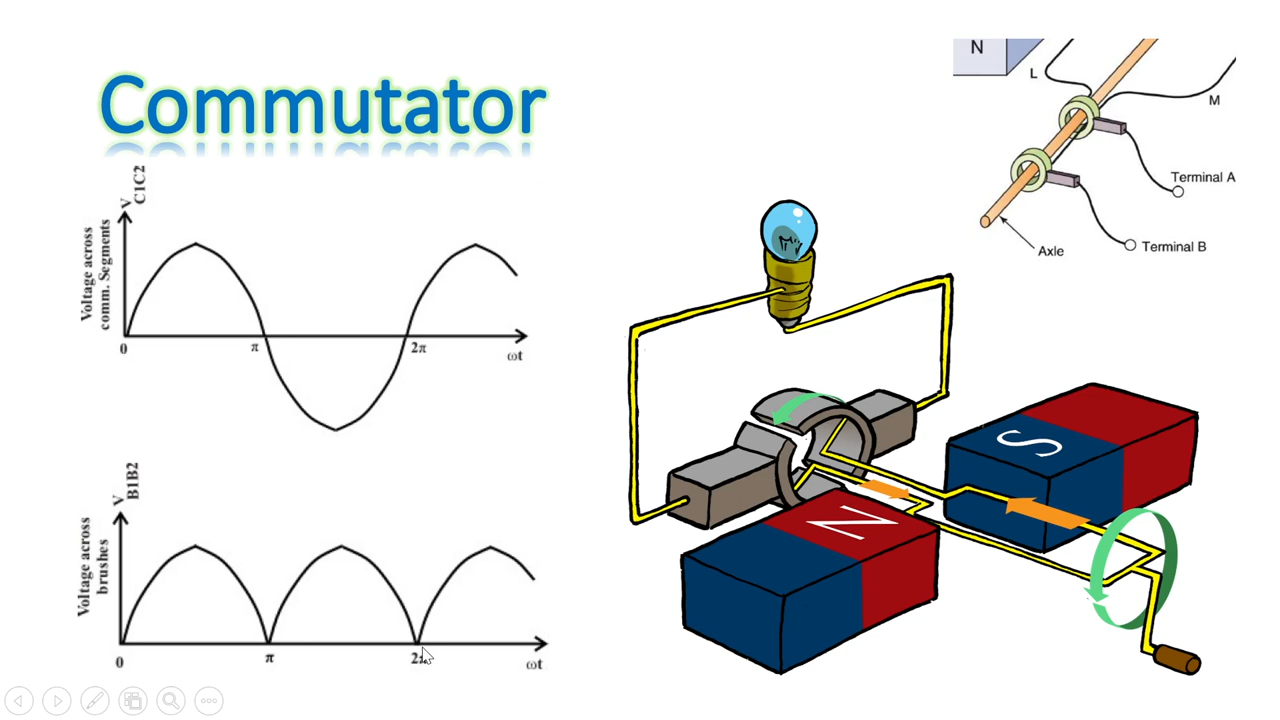 Commutator
V
C1C2
Voltage across
comm. Segments
0
π
2π
ωt
V
B1B2
Voltage across
brushes
0
π
ωt
N
L
M
Terminal A
Terminal B
Axle
S
N